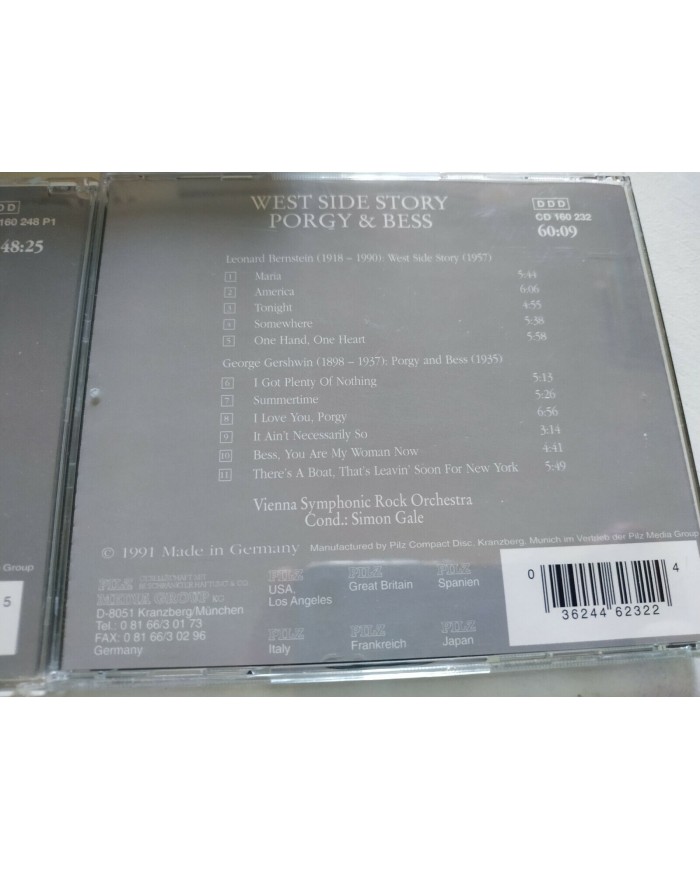 DDD
160 248 P1
48:25
a Group
5
WEST SIDE STORY
PORGY & BESS
DDD
CD 160 232
60:09
Leonard Bernstein (1918 – 1990): West Side Story (1957)
1 Maria 5:44
2 America 6:06
3 Tonight 4:55
4 Somewhere 5:38
5 One Hand, One Heart 5:58
George Gershwin (1898 – 1937): Porgy and Bess (1935)
6 I Got Plenty Of Nothing 5:13
7 Summertime 5:26
8 I Love You, Porgy 6:56
9 It Ain't Necessarily So 3:14
10 Bess, You Are My Woman Now 4:41
11 There's A Boat, That's Leavin' Soon For New York 5:49
Vienna Symphonic Rock Orchestra
Cond.: Simon Gale
© 1991 Made in Germany Manufactured by Pilz Compact Disc, Kranzberg, Munich im Vertrieb der Pilz Media Group
PILZ
MEDIA GROUP KG
D-8051 Kranzberg/München
Tel.: 0 81 66/3 01 73
FAX: 0 81 66/3 02 96
Germany
PILZ
USA,
Los Angeles
PILZ
Great Britain
PILZ
Spanien
PILZ
Italy
PILZ
Frankreich
PILZ
Japan
0 36244 62322 4